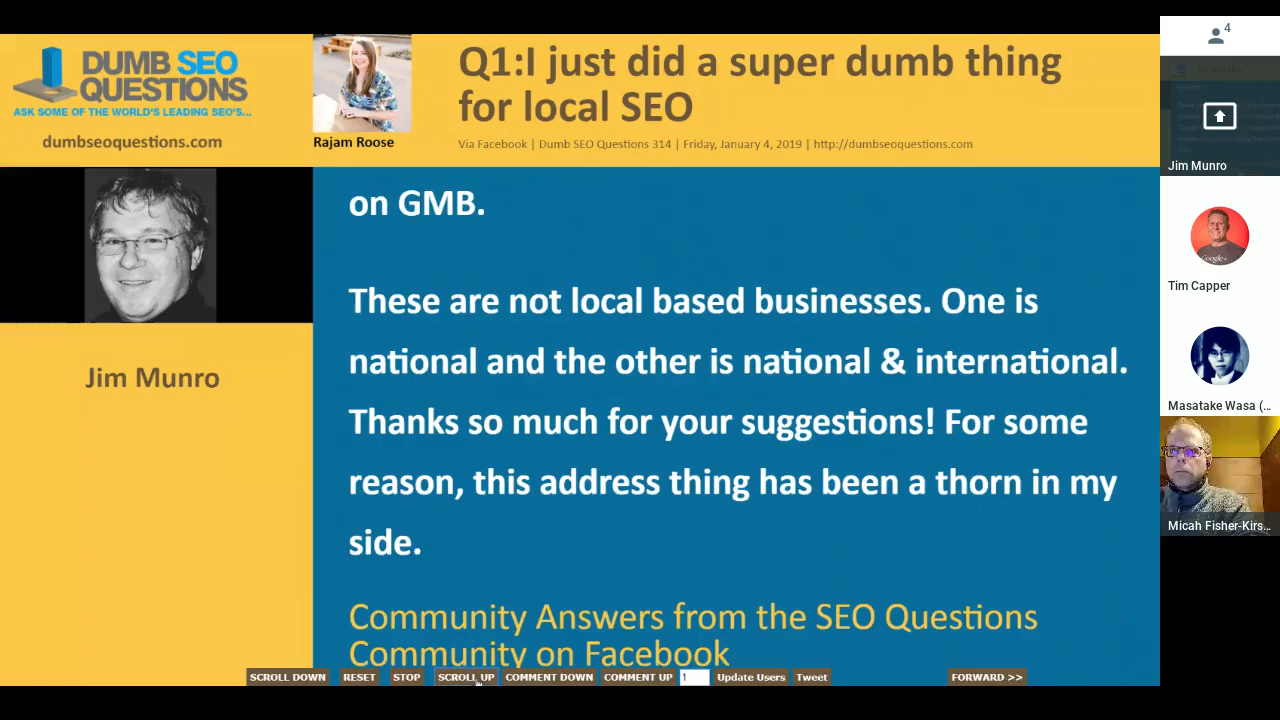 DUMB SEO
QUESTIONS
ASK SOME OF THE WORLD'S LEADING SEO'S...
dumbseoquestions.com
Rajam Roose
Q1:I just did a super dumb thing
for local SEO
Via Facebook | Dumb SEO Questions 314 | Friday, January 4, 2019 | http://dumbseoquestions.com
Jim Munro
on GMB.
These are not local based businesses. One is
national and the other is national & international.
Thanks so much for your suggestions! For some
reason, this address thing has been a thorn in my
side.
Community Answers from the SEO Questions
Community on Facebook
SCROLL DOWN RESET STOP SCROLL UP COMMENT DOWN COMMENT UP 1 Update Users Tweet FORWARD >>
4
Jim Munro
Google
Tim Capper
Masatake Wasa (...
Micah Fisher-Kirs...